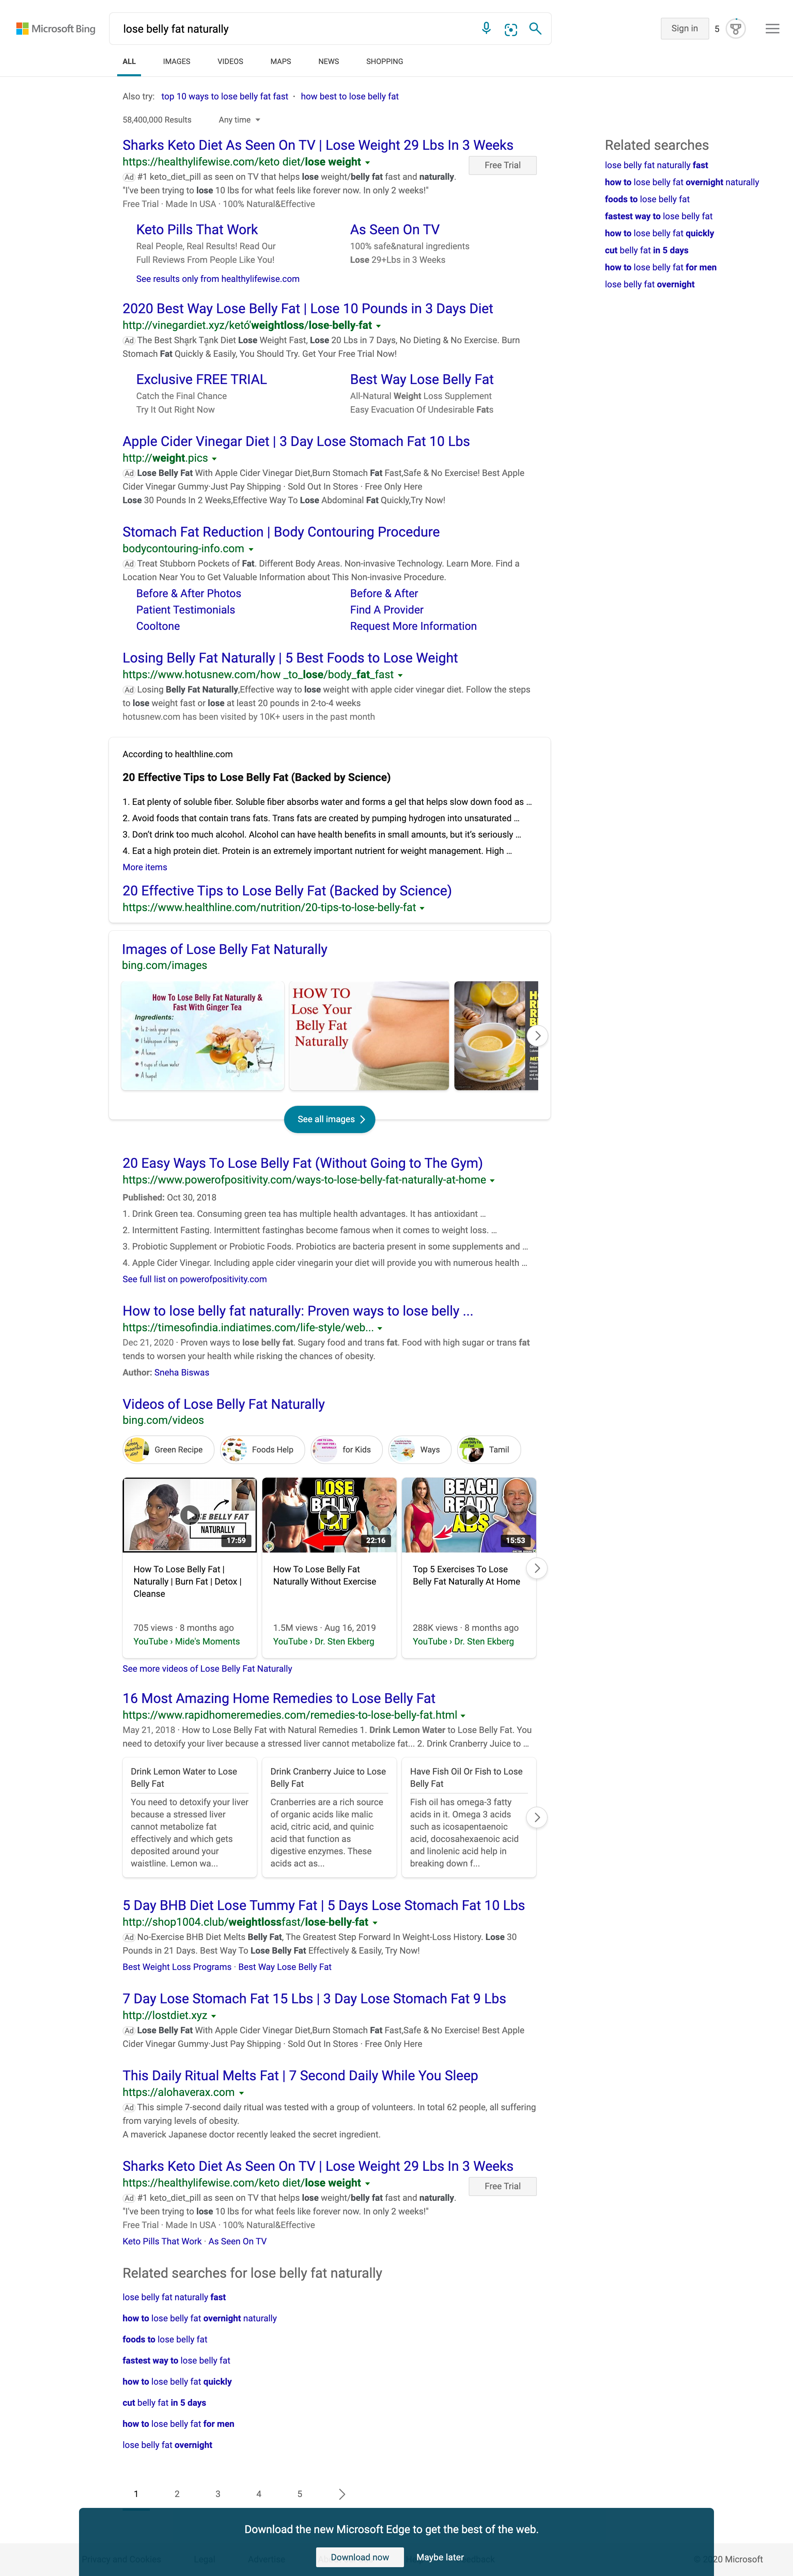 Microsoft Bing
lose belly fat naturally
Sign in
5
ALL
IMAGES
VIDEOS
MAPS
NEWS
SHOPPING
Also try: top 10 ways to lose belly fat fast · how best to lose belly fat
58,400,000 Results
Any time
Sharks Keto Diet As Seen On TV | Lose Weight 29 Lbs In 3 Weeks
https://healthylifewise.com/keto diet/lose weight
Free Trial
Ad #1 keto_diet_pill as seen on TV that helps lose weight/belly fat fast and naturally.
"I've been trying to lose 10 lbs for what feels like forever now. In only 2 weeks!"
Free Trial · Made In USA · 100% Natural&Effective
Keto Pills That Work
Real People, Real Results! Read Our
Full Reviews From People Like You!
As Seen On TV
100% safe&natural ingredients
Lose 29+Lbs in 3 Weeks
See results only from healthylifewise.com
2020 Best Way Lose Belly Fat | Lose 10 Pounds in 3 Days Diet
http://vinegardiet.xyz/ketó'weightloss/lose-belly-fat
Ad The Best Shąrk Tąnk Diet Lose Weight Fast, Lose 20 Lbs in 7 Days, No Dieting & No Exercise. Burn
Stomach Fat Quickly & Easily, You Should Try. Get Your Free Trial Now!
Exclusive FREE TRIAL
Catch the Final Chance
Try It Out Right Now
Best Way Lose Belly Fat
All-Natural Weight Loss Supplement
Easy Evacuation Of Undesirable Fats
Apple Cider Vinegar Diet | 3 Day Lose Stomach Fat 10 Lbs
http://weight.pics
Ad Lose Belly Fat With Apple Cider Vinegar Diet,Burn Stomach Fat Fast,Safe & No Exercise! Best Apple
Cider Vinegar Gummy·Just Pay Shipping · Sold Out In Stores · Free Only Here
Lose 30 Pounds In 2 Weeks,Effective Way To Lose Abdominal Fat Quickly,Try Now!
Stomach Fat Reduction | Body Contouring Procedure
bodycontouring-info.com
Ad Treat Stubborn Pockets of Fat. Different Body Areas. Non-invasive Technology. Learn More. Find a
Location Near You to Get Valuable Information about This Non-invasive Procedure.
Before & After Photos
Patient Testimonials
Cooltone
Before & After
Find A Provider
Request More Information
Losing Belly Fat Naturally | 5 Best Foods to Lose Weight
https://www.hotusnew.com/how _to_lose/body_fat_fast
Ad Losing Belly Fat Naturally,Effective way to lose weight with apple cider vinegar diet. Follow the steps
to lose weight fast or lose at least 20 pounds in 2-to-4 weeks
hotusnew.com has been visited by 10K+ users in the past month
According to healthline.com
20 Effective Tips to Lose Belly Fat (Backed by Science)
1. Eat plenty of soluble fiber. Soluble fiber absorbs water and forms a gel that helps slow down food as ...
2. Avoid foods that contain trans fats. Trans fats are created by pumping hydrogen into unsaturated ...
3. Don't drink too much alcohol. Alcohol can have health benefits in small amounts, but it's seriously ...
4. Eat a high protein diet. Protein is an extremely important nutrient for weight management. High ...
More items
20 Effective Tips to Lose Belly Fat (Backed by Science)
https://www.healthline.com/nutrition/20-tips-to-lose-belly-fat
Images of Lose Belly Fat Naturally
bing.com/images
How To Lose Belly Fat Naturally &
Fast With Ginger Tea
Ingredients:
HOW TO
Lose Your
Belly Fat
Naturally
See all images
20 Easy Ways To Lose Belly Fat (Without Going to The Gym)
https://www.powerofpositivity.com/ways-to-lose-belly-fat-naturally-at-home
Published: Oct 30, 2018
1. Drink Green tea. Consuming green tea has multiple health advantages. It has antioxidant ...
2. Intermittent Fasting. Intermittent fastinghas become famous when it comes to weight loss. ...
3. Probiotic Supplement or Probiotic Foods. Probiotics are bacteria present in some supplements and ...
4. Apple Cider Vinegar. Including apple cider vinegarin your diet will provide you with numerous health ...
See full list on powerofpositivity.com
How to lose belly fat naturally: Proven ways to lose belly ...
https://timesofindia.indiatimes.com/life-style/web...
Dec 21, 2020 · Proven ways to lose belly fat. Sugary food and trans fat. Food with high sugar or trans fat
tends to worsen your health while risking the chances of obesity.
Author: Sneha Biswas
Videos of Lose Belly Fat Naturally
bing.com/videos
Green Recipe
Foods Help
for Kids
Ways
Tamil
LOSE BELLY FAT
NATURALLY
17:59
How To Lose Belly Fat |
Naturally | Burn Fat | Detox |
Cleanse
705 views · 8 months ago
YouTube › Mide's Moments
LOSE
BELLY
FAT
22:16
How To Lose Belly Fat
Naturally Without Exercise
1.5M views · Aug 16, 2019
YouTube › Dr. Sten Ekberg
BEACH
READY
ABS
15:53
Top 5 Exercises To Lose
Belly Fat Naturally At Home
288K views · 8 months ago
YouTube › Dr. Sten Ekberg
See more videos of Lose Belly Fat Naturally
16 Most Amazing Home Remedies to Lose Belly Fat
https://www.rapidhomeremedies.com/remedies-to-lose-belly-fat.html
May 21, 2018 · How to Lose Belly Fat with Natural Remedies 1. Drink Lemon Water to Lose Belly Fat. You
need to detoxify your liver because a stressed liver cannot metabolize fat... 2. Drink Cranberry Juice to ...
Drink Lemon Water to Lose
Belly Fat
You need to detoxify your liver
because a stressed liver
cannot metabolize fat
effectively and which gets
deposited around your
waistline. Lemon wa...
Drink Cranberry Juice to Lose
Belly Fat
Cranberries are a rich source
of organic acids like malic
acid, citric acid, and quinic
acid that function as
digestive enzymes. These
acids act as...
Have Fish Oil Or Fish to Lose
Belly Fat
Fish oil has omega-3 fatty
acids in it. Omega 3 acids
such as icosapentaenoic
acid, docosahexaenoic acid
and linolenic acid help in
breaking down f...
5 Day BHB Diet Lose Tummy Fat | 5 Days Lose Stomach Fat 10 Lbs
http://shop1004.club/weightlossfast/lose-belly-fat
Ad No-Exercise BHB Diet Melts Belly Fat, The Greatest Step Forward In Weight-Loss History. Lose 30
Pounds in 21 Days. Best Way To Lose Belly Fat Effectively & Easily, Try Now!
Best Weight Loss Programs · Best Way Lose Belly Fat
7 Day Lose Stomach Fat 15 Lbs | 3 Day Lose Stomach Fat 9 Lbs
http://lostdiet.xyz
Ad Lose Belly Fat With Apple Cider Vinegar Diet,Burn Stomach Fat Fast,Safe & No Exercise! Best Apple
Cider Vinegar Gummy·Just Pay Shipping · Sold Out In Stores · Free Only Here
This Daily Ritual Melts Fat | 7 Second Daily While You Sleep
https://alohaverax.com
Ad This simple 7-second daily ritual was tested with a group of volunteers. In total 62 people, all suffering
from varying levels of obesity.
A maverick Japanese doctor recently leaked the secret ingredient.
Sharks Keto Diet As Seen On TV | Lose Weight 29 Lbs In 3 Weeks
https://healthylifewise.com/keto diet/lose weight
Free Trial
Ad #1 keto_diet_pill as seen on TV that helps lose weight/belly fat fast and naturally.
"I've been trying to lose 10 lbs for what feels like forever now. In only 2 weeks!"
Free Trial · Made In USA · 100% Natural&Effective
Keto Pills That Work · As Seen On TV
Related searches for lose belly fat naturally
lose belly fat naturally fast
how to lose belly fat overnight naturally
foods to lose belly fat
fastest way to lose belly fat
how to lose belly fat quickly
cut belly fat in 5 days
how to lose belly fat for men
lose belly fat overnight
1
2
3
4
5
Related searches
lose belly fat naturally fast
how to lose belly fat overnight naturally
foods to lose belly fat
fastest way to lose belly fat
how to lose belly fat quickly
cut belly fat in 5 days
how to lose belly fat for men
lose belly fat overnight
Download the new Microsoft Edge to get the best of the web.
Download now
Maybe later
20 Microsoft